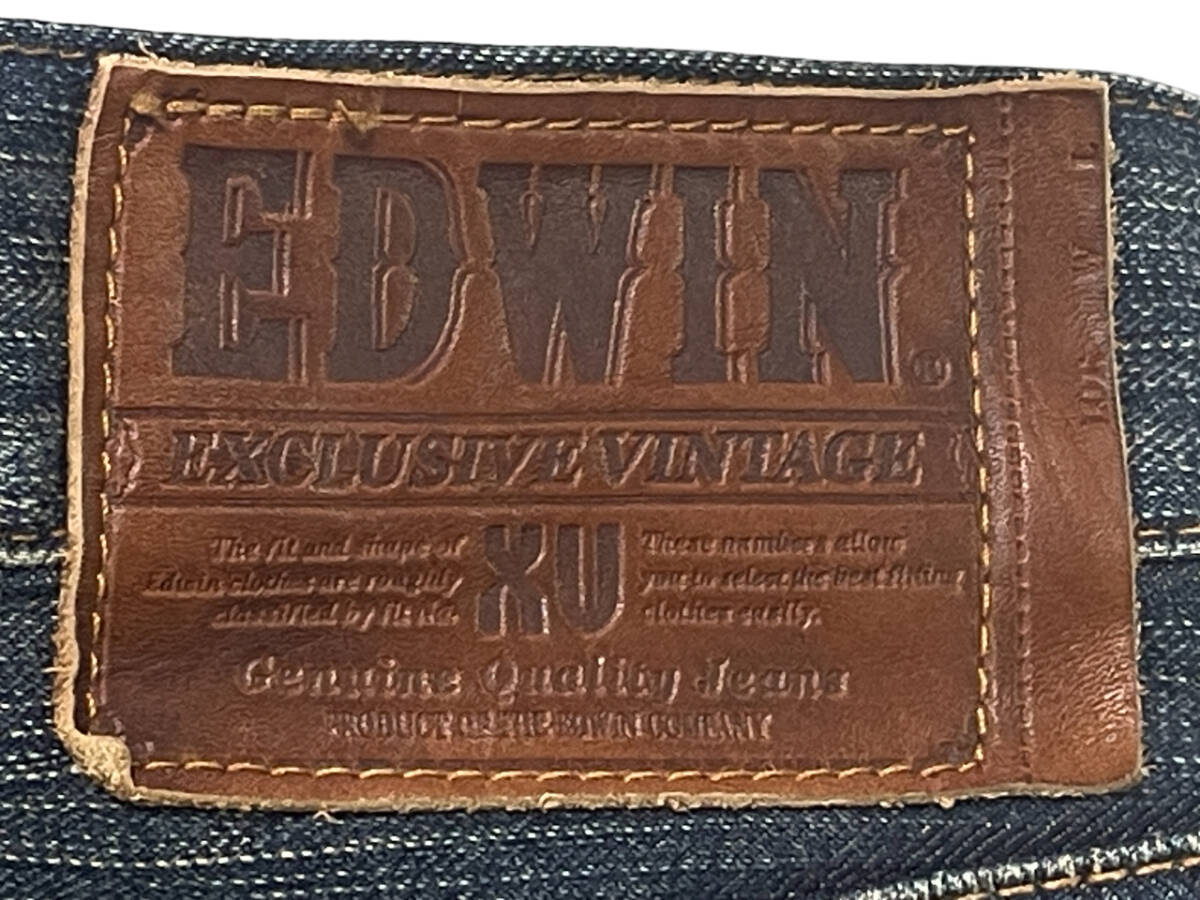 EDWIN®
EXCLUSIVE VINTAGE
The fit and shape of
Edwin clothes are roughly
classified by fit
XV
These numbers allow
you to select the best fitting
clothes easily.
Genuine Quality Jeans
PRODUCT OF THE EDWIN COMPANY